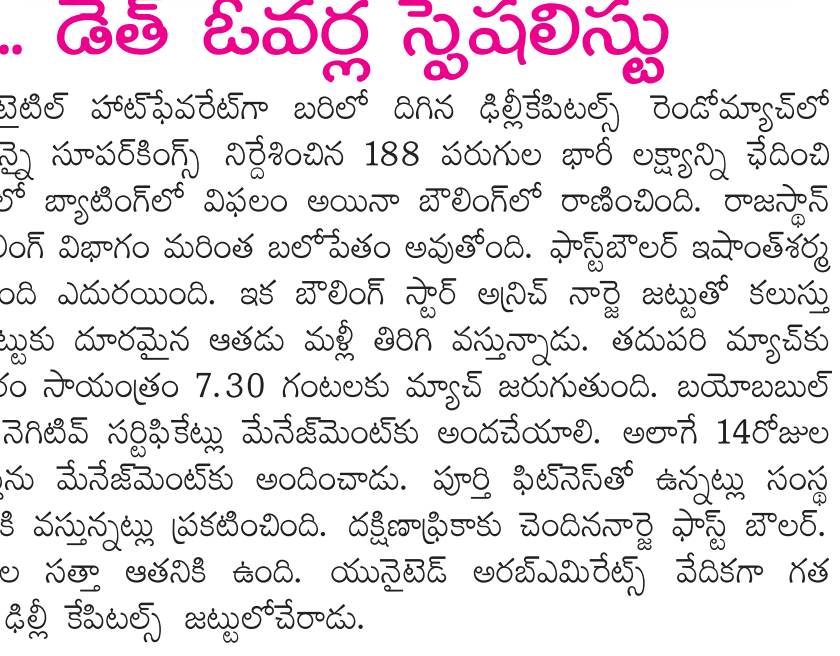 .. డెత్ ఓవర్ల స్పెషలిస్టు
టైటిల్ హాట్‌ఫేవరేట్‌గా బరిలో దిగిన ఢిల్లీకేపిటల్స్ రెండోమ్యాచ్‌లో
న్నై సూపర్‌కింగ్స్ నిర్దేశించిన 188 పరుగుల భారీ లక్ష్యాన్ని ఛేదించి
లో బ్యాటింగ్‌లో విఫలం అయినా బౌలింగ్‌లో రాణించింది. రాజస్థాన్
లింగ్ విభాగం మరింత బలోపేతం అవుతోంది. ఫాస్ట్‌బౌలర్ ఇషాంత్‌శర్మ
ంది ఎదురయింది. ఇక బౌలింగ్ స్టార్ అన్రిచ్ నార్జె జట్టుతో కలుస్తు
ట్టుకు దూరమైన ఆతడు మళ్లీ తిరిగి వస్తున్నాడు. తదుపరి మ్యాచ్‌కు
రం సాయంత్రం 7.30 గంటలకు మ్యాచ్ జరుగుతుంది. బయోబబుల్
నెగిటివ్ సర్టిఫికేట్లు మేనేజ్‌మెంట్‌కు అందచేయాలి. అలాగే 14రోజుల
ను మేనేజ్‌మెంట్‌కు అందించాడు. పూర్తి ఫిట్‌నెస్‌తో ఉన్నట్లు సంస్థ
కి వస్తున్నట్లు ప్రకటించింది. దక్షిణాఫ్రికాకు చెందిననార్జె ఫాస్ట్ బౌలర్.
ల సత్తా ఆతనికి ఉంది. యునైటెడ్ అరబ్‌ఎమిరేట్స్ వేదికగా గత
ఢిల్లీ కేపిటల్స్ జట్టులోచేరాడు.